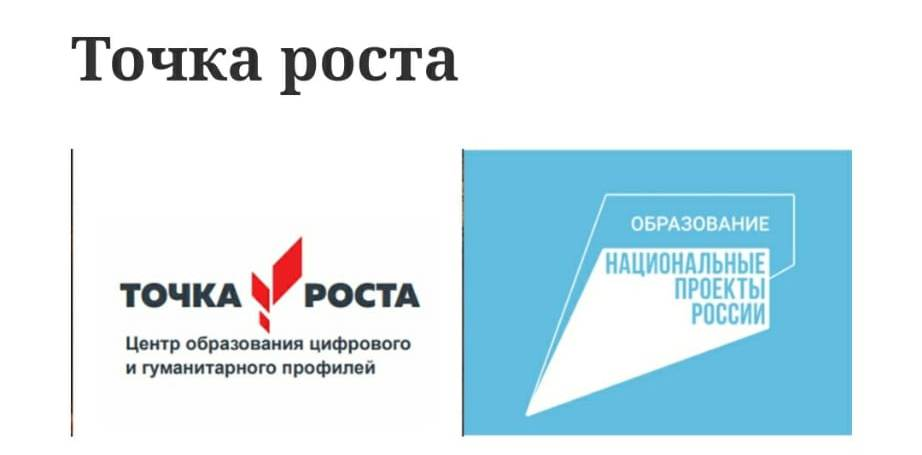 Точка роста
ТОЧКА РОСТА
Центр образования цифрового
и гуманитарного профилей
ОБРАЗОВАНИЕ
НАЦИОНАЛЬНЫЕ
ПРОЕКТЫ
РОССИИ